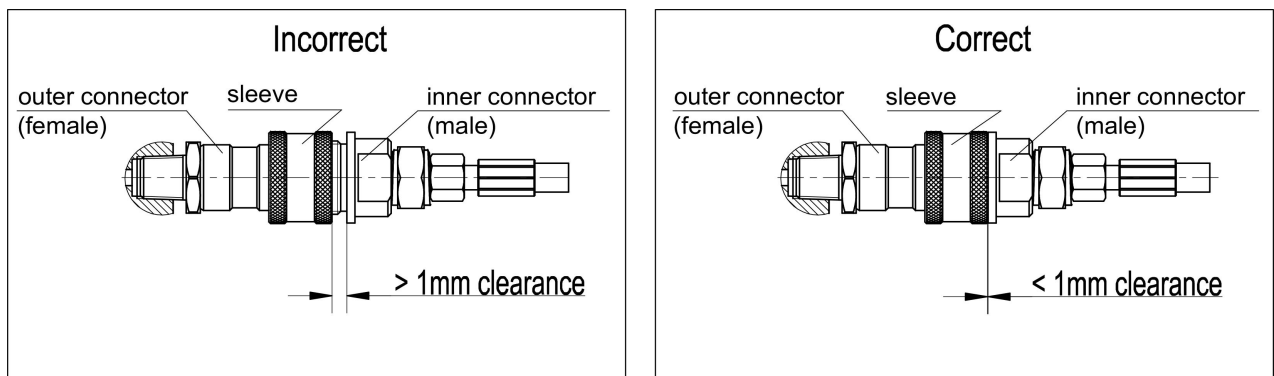 Incorrect
outer connector
(female)
sleeve
inner connector
(male)
> 1mm clearance
Correct
outer connector
(female)
sleeve
inner connector
(male)
< 1mm clearance